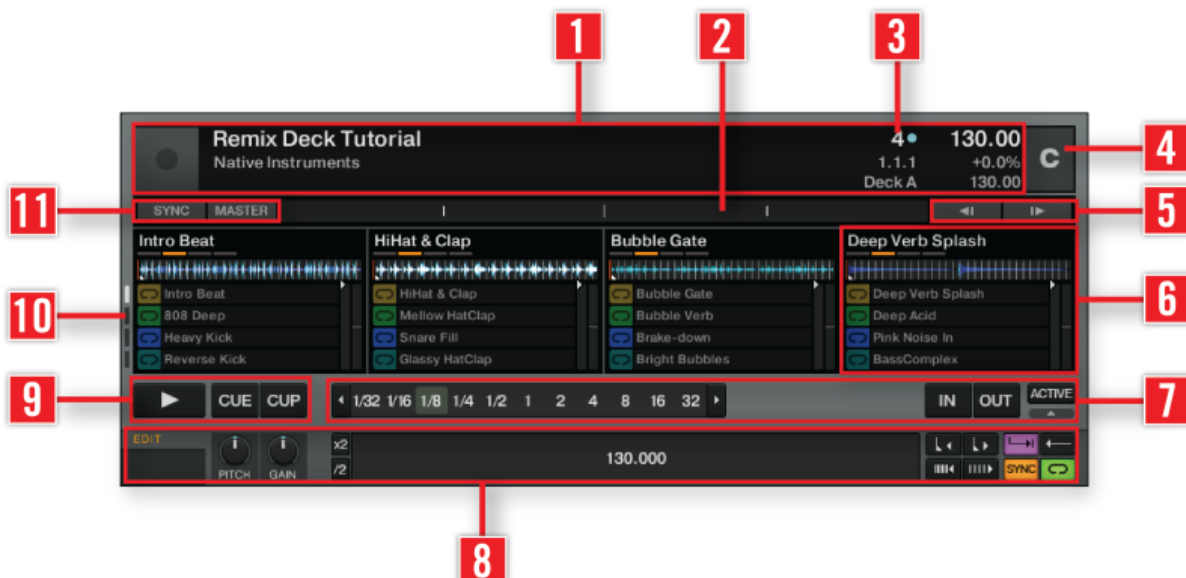 1 2 3
Remix Deck Tutorial 4 130.00
Native Instruments 1.1.1 +0.0%
Deck A 130.00
C
4
11
SYNC MASTER
5
Intro Beat
Intro Beat
808 Deep
Heavy Kick
Reverse Kick
HiHat & Clap
HiHat & Clap
Mellow HatClap
Snare Fill
Glassy HatClap
Bubble Gate
Bubble Gate
Bubble Verb
Brake-down
Bright Bubbles
Deep Verb Splash
Deep Verb Splash
Deep Acid
Pink Noise In
BassComplex
6
10
9
CUE CUP
1/32 1/16 1/8 1/4 1/2 1 2 4 8 16 32
IN OUT ACTIVE
7
EDIT
PITCH GAIN
x2
/2
130.000
SYNC
8